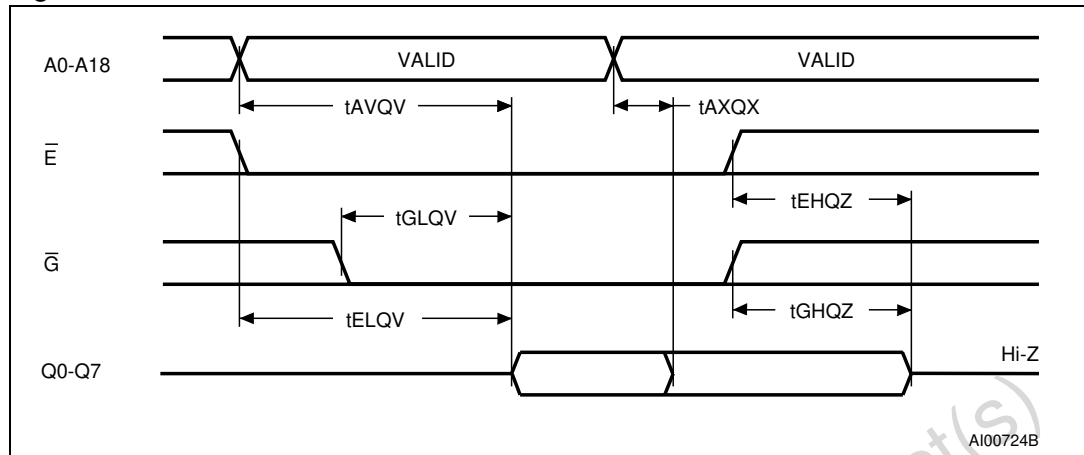 A0-A18
VALID
VALID
tAVQV
tAXQX
E
tEHQZ
tGLQV
G
tGHQZ
tELQV
Hi-Z
Q0-Q7
AI00724B